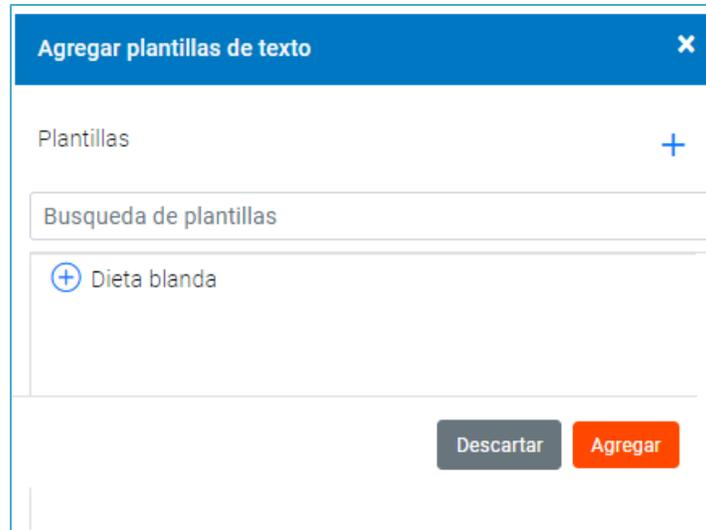 Agregar plantillas de texto
Plantillas
Busqueda de plantillas
Dieta blanda
Descartar Agregar